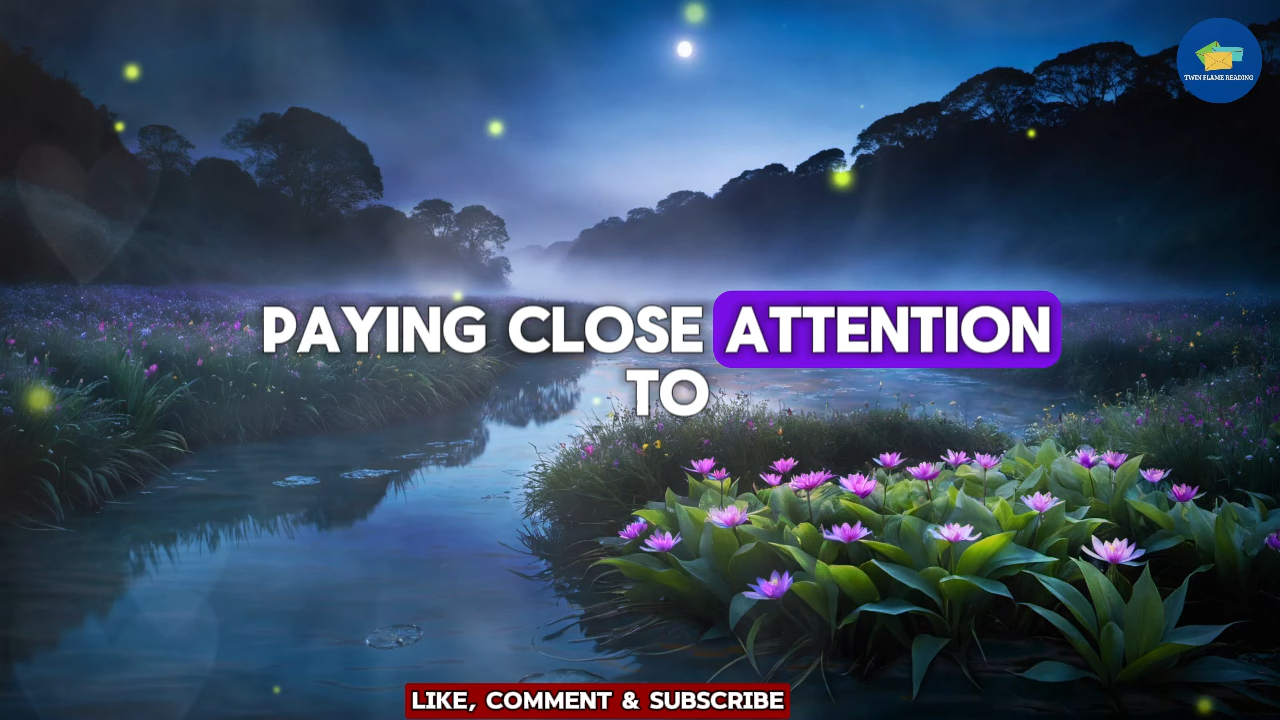 TWIN FLAME READING
PAYING CLOSE ATTENTION
TO
LIKE, COMMENT & SUBSCRIBE